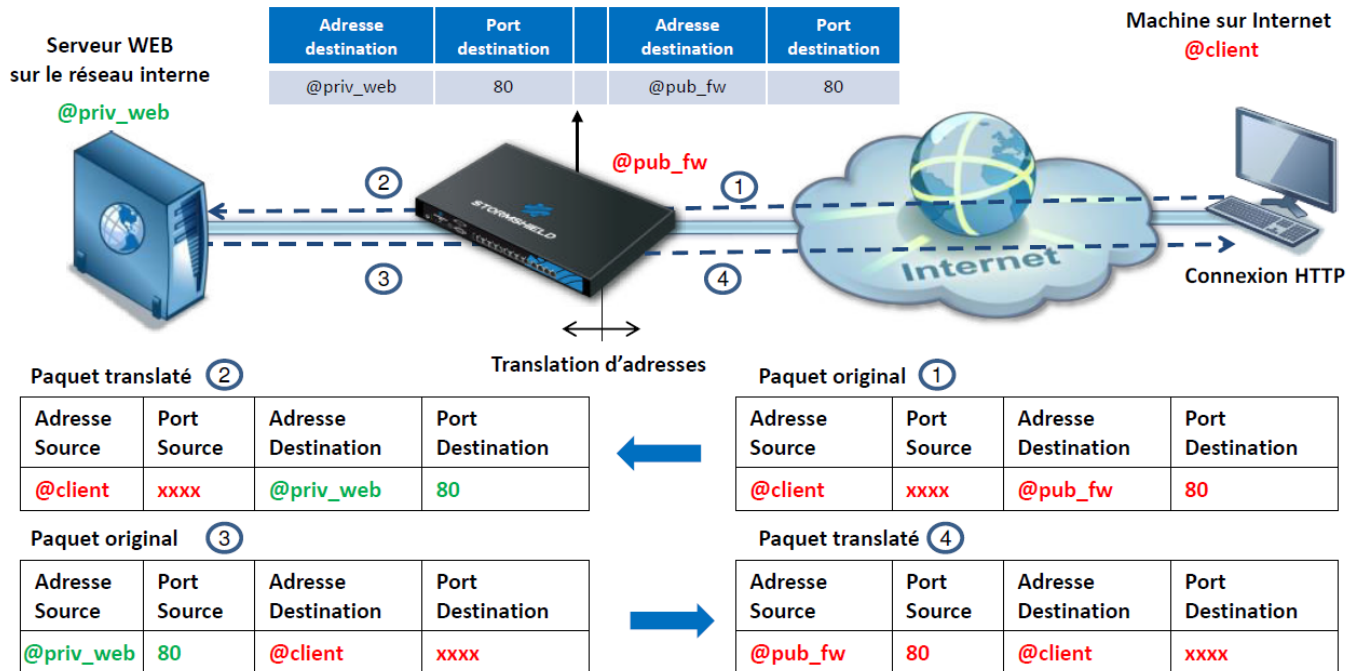 Serveur WEB
sur le réseau interne
@priv_web
Adresse destination | Port destination | | Adresse destination | Port destination
@priv_web | 80 | | @pub_fw | 80
Machine sur Internet
@client
@pub_fw
2
1
STORMSHIELD
3
4
Internet
Connexion HTTP
Translation d'adresses
Paquet translaté 2
Adresse Source | Port Source | Adresse Destination | Port Destination
@client | xxxx | @priv_web | 80
Paquet original 1
Adresse Source | Port Source | Adresse Destination | Port Destination
@client | xxxx | @pub_fw | 80
Paquet original 3
Adresse Source | Port Source | Adresse Destination | Port Destination
@priv_web | 80 | @client | xxxx
Paquet translaté 4
Adresse Source | Port Source | Adresse Destination | Port Destination
@pub_fw | 80 | @client | xxxx